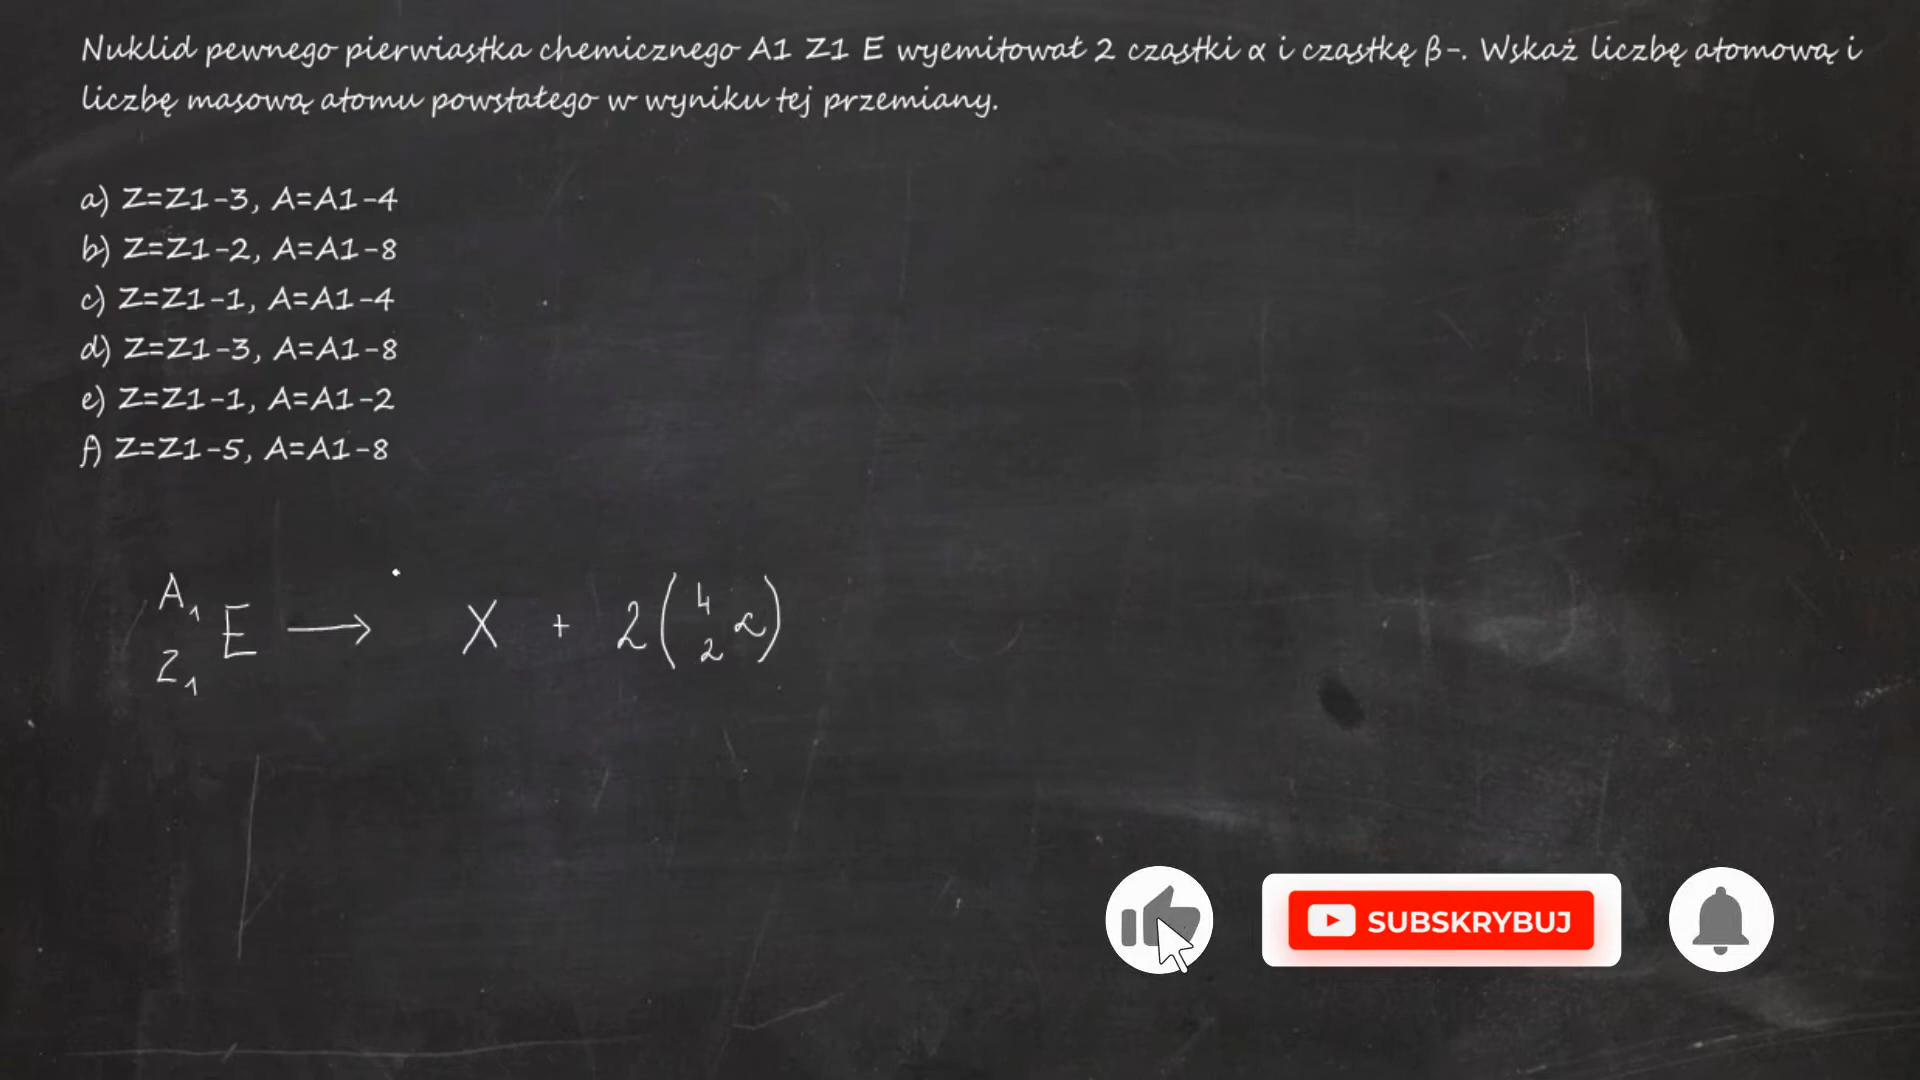 Nuklid pewnego pierwiastka chemicznego A1 Z1 E wyemitował 2 cząstki α i cząstkę β-. Wskaż liczbę atomową i
liczbę masową atomu powstałego w wyniku tej przemiany.
a) Z=Z1-3, A=A1-4
b) Z=Z1-2, A=A1-8
c) Z=Z1-1, A=A1-4
d) Z=Z1-3, A=A1-8
e) Z=Z1-1, A=A1-2
f) Z=Z1-5, A=A1-8
A₁ Z₁ E → X + 2(4 2 α)
SUBSKRYBUJ